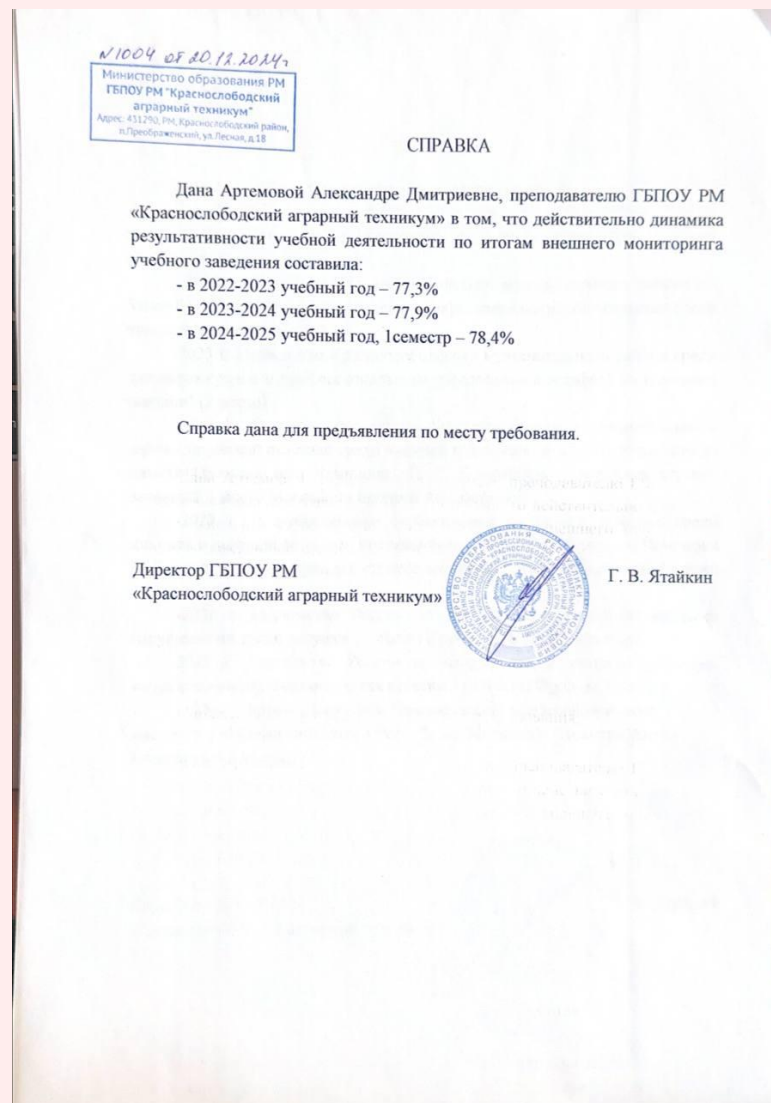 N1004 от 20.12.2024г
Министерство образования РМ
ГБПОУ РМ "Краснослободский
аграрный техникум"
Адрес: 431290, РМ, Краснослободский район,
п.Преображенский, ул.Лесная, д.18
СПРАВКА
Дана Артемовой Александре Дмитриевне, преподавателю ГБПОУ РМ
«Краснослободский аграрный техникум» в том, что действительно динамика
результативности учебной деятельности по итогам внешнего мониторинга
учебного заведения составила:
- в 2022-2023 учебный год – 77,3%
- в 2023-2024 учебный год – 77,9%
- в 2024-2025 учебный год, 1семестр – 78,4%
Справка дана для предъявления по месту требования.
Директор ГБПОУ РМ
«Краснослободский аграрный техникум»
Г. В. Ятайкин